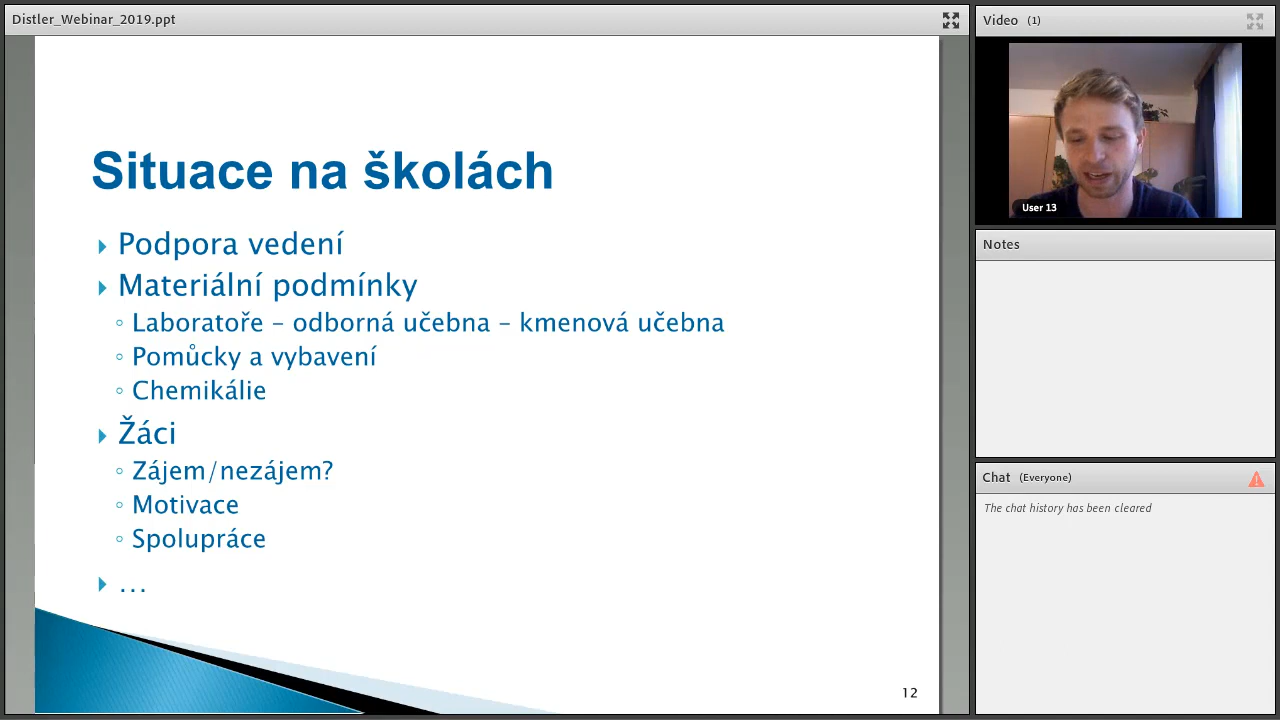 Distler_Webinar_2019.ppt
Situace na školách
Podpora vedení
Materiální podmínky
Laboratoře – odborná učebna – kmenová učebna
Pomůcky a vybavení
Chemikálie
Žáci
Zájem/nezájem?
Motivace
Spolupráce
...
12
Video (1)
User 13
Notes
Chat (Everyone)
The chat history has been cleared